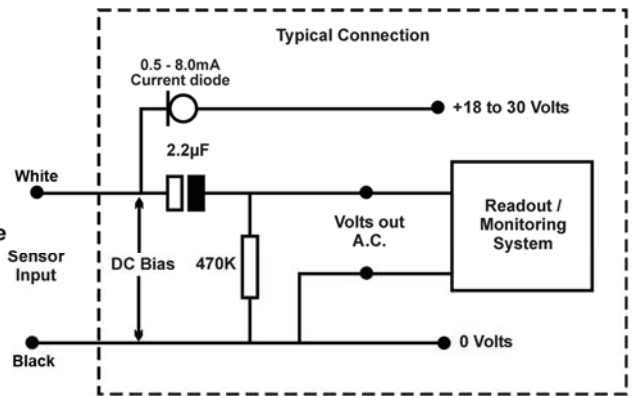 Typical Connection
0.5 - 8.0mA
Current diode
+18 to 30 Volts
2.2µF
White
Readout /
Monitoring
System
Volts out
A.C.
e
Sensor
Input
DC Bias
470K
0 Volts
Black